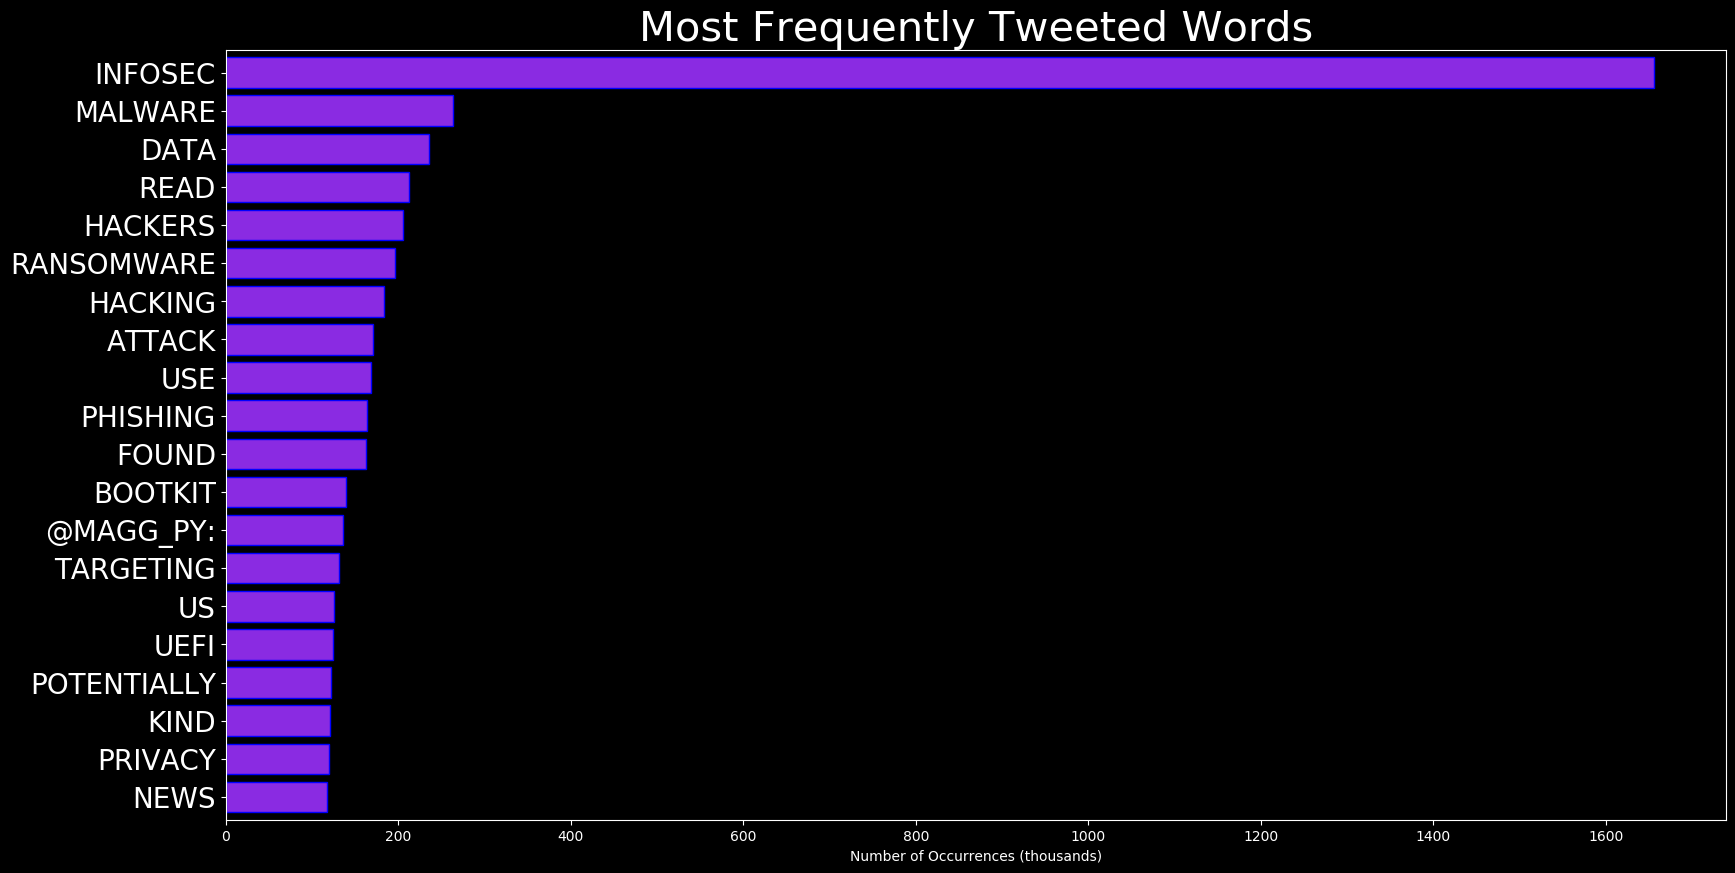 Most Frequently Tweeted Words
INFOSEC
MALWARE
DATA
READ
HACKERS
RANSOMWARE
HACKING
ATTACK
USE
PHISHING
FOUND
BOOTKIT
@MAGG_PY:
TARGETING
US
UEFI
POTENTIALLY
KIND
PRIVACY
NEWS
0 200 400 600 800 1000 1200 1400 1600
Number of Occurrences (thousands)